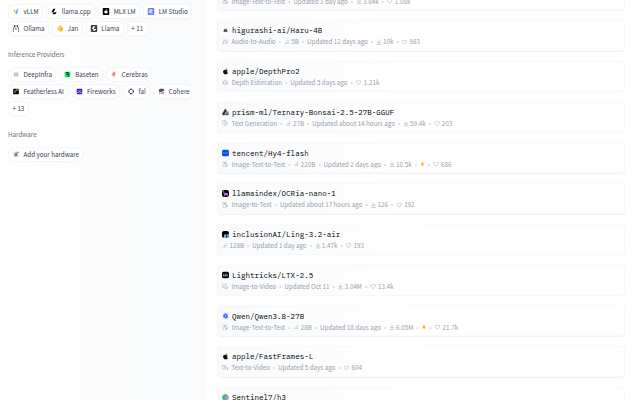 vLLM llama.cpp MLX LM LM Studio
Ollama Jan Llama + 11
Inference Providers
DeepInfra Baseten Cerebras
Featherless AI Fireworks fal Cohere
+ 13
Hardware
Add your hardware
higurashi-ai/Haru-4B
Audio-to-Audio • 5B • Updated 12 days ago • 10k • 983
apple/DepthPro2
Depth Estimation • Updated 5 days ago • 1.21k
prism-ml/Ternary-Bonsai-2.5-27B-GGUF
Text Generation • 27B • Updated about 14 hours ago • 59.4k • 203
tencent/Hy4-flash
Image-Text-to-Text • 220B • Updated 2 days ago • 10.5k • 686
llamaindex/OCRia-nano-1
Image-to-Text • Updated about 17 hours ago • 126 • 192
inclusionAI/Ling-3.2-air
128B • Updated 1 day ago • 1.47k • 193
Lightricks/LTX-2.5
Image-to-Video • Updated Oct 11 • 3.04M • 13.4k
Qwen/Qwen3.8-27B
Image-Text-to-Text • 28B • Updated 18 days ago • 6.05M • 21.7k
apple/FastFrames-L
Text-to-Video • Updated 5 days ago • 604
Sentinel7/h3